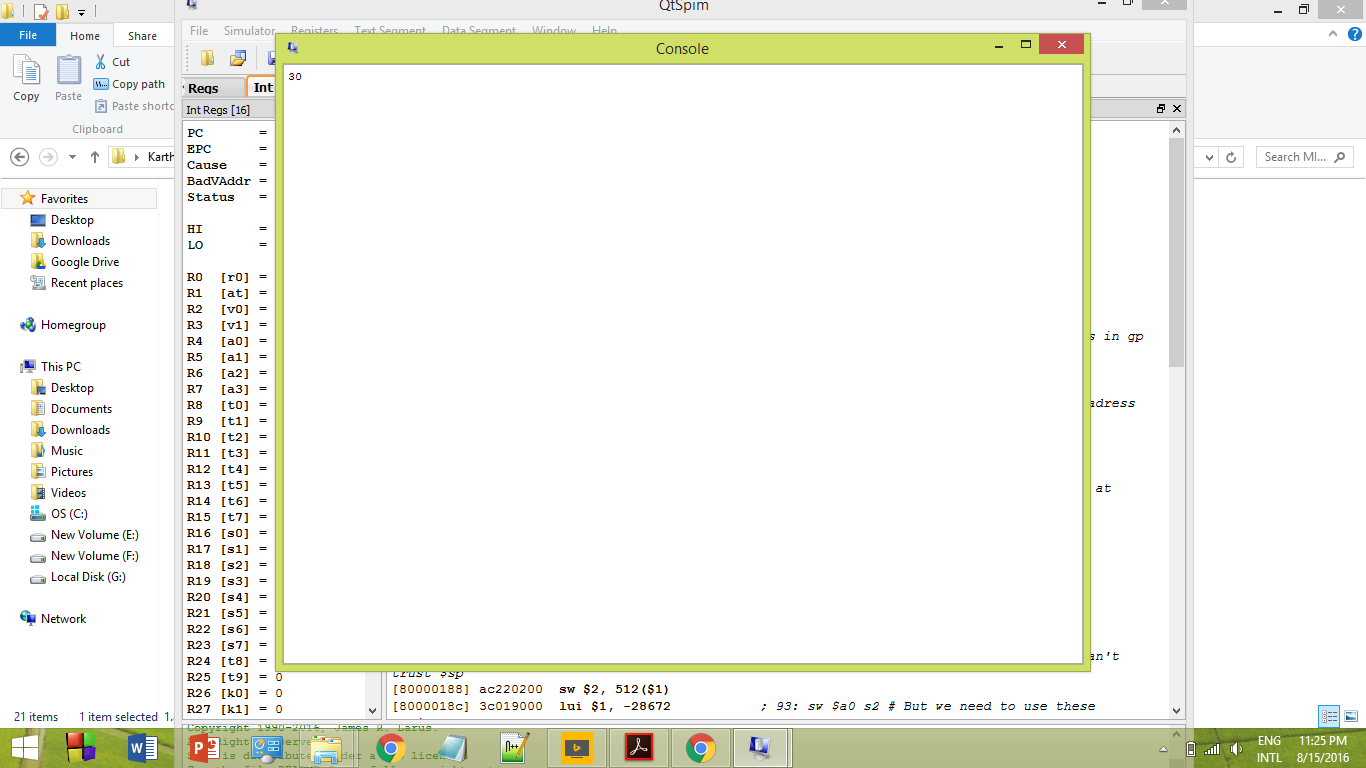 QtSpim
File Home Share
File Simulator Registers Text Segment Data Segment Window Help
Console
30
Cut
Copy path
Copy Paste Paste shortc
Clipboard
Karth
Search MI...
Regs Int
Int Regs [16]
PC =
EPC =
Cause =
BadVAddr =
Status =
HI =
LO =
R0 [r0] =
R1 [at] =
R2 [v0] =
R3 [v1] =
R4 [a0] =
R5 [a1] =
R6 [a2] =
R7 [a3] =
R8 [t0] =
R9 [t1] =
R10 [t2] =
R11 [t3] =
R12 [t4] =
R13 [t5] =
R14 [t6] =
R15 [t7] =
R16 [s0] =
R17 [s1] =
R18 [s2] =
R19 [s3] =
R20 [s4] =
R21 [s5] =
R22 [s6] =
R23 [s7] =
R24 [t8] =
R25 [t9] = 0
R26 [k0] = 0
R27 [k1] = 0
s in gp
adress
at
an't
trust $sp
[80000188] ac220200 sw $2, 512($1)
[8000018c] 3c019000 lui $1, -28672 ; 93: sw $a0 s2 # But we need to use these
Favorites
Desktop
Downloads
Google Drive
Recent places
Homegroup
This PC
Desktop
Documents
Downloads
Music
Pictures
Videos
OS (C:)
New Volume (E:)
New Volume (F:)
Local Disk (G:)
Network
21 items 1 item selected 1.
Copyright 1990-2016, James R. Larus.
ENG 11:25 PM
INTL 8/15/2016